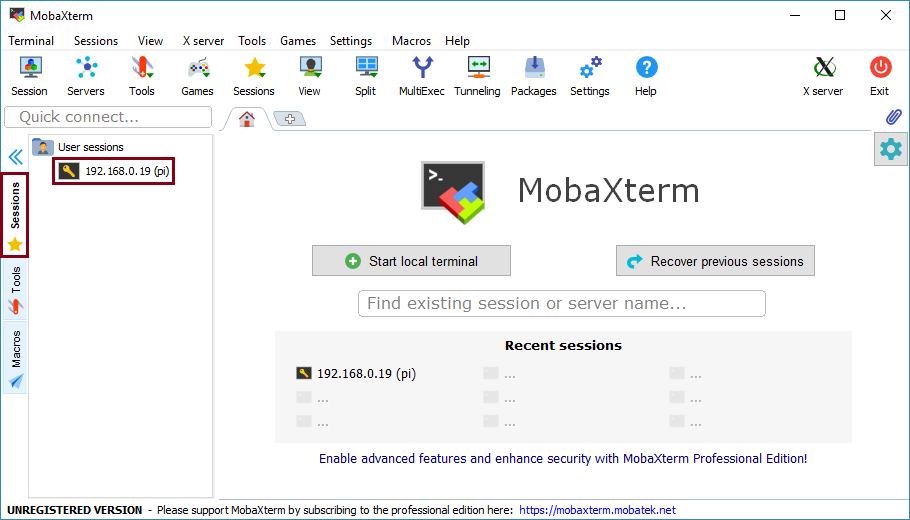 MobaXterm
Terminal Sessions View X server Tools Games Settings Macros Help
Session Servers Tools Games Sessions View Split MultiExec Tunneling Packages Settings Help X server Exit
Quick connect...
User sessions
192.168.0.19 (pi)
Sessions
Tools
Macros
>_
MobaXterm
Start local terminal Recover previous sessions
Find existing session or server name...
Recent sessions
192.168.0.19 (pi) ... ...
... ... ...
... ... ...
Enable advanced features and enhance security with MobaXterm Professional Edition!
UNREGISTERED VERSION - Please support MobaXterm by subscribing to the professional edition here: https://mobaxterm.mobatek.net